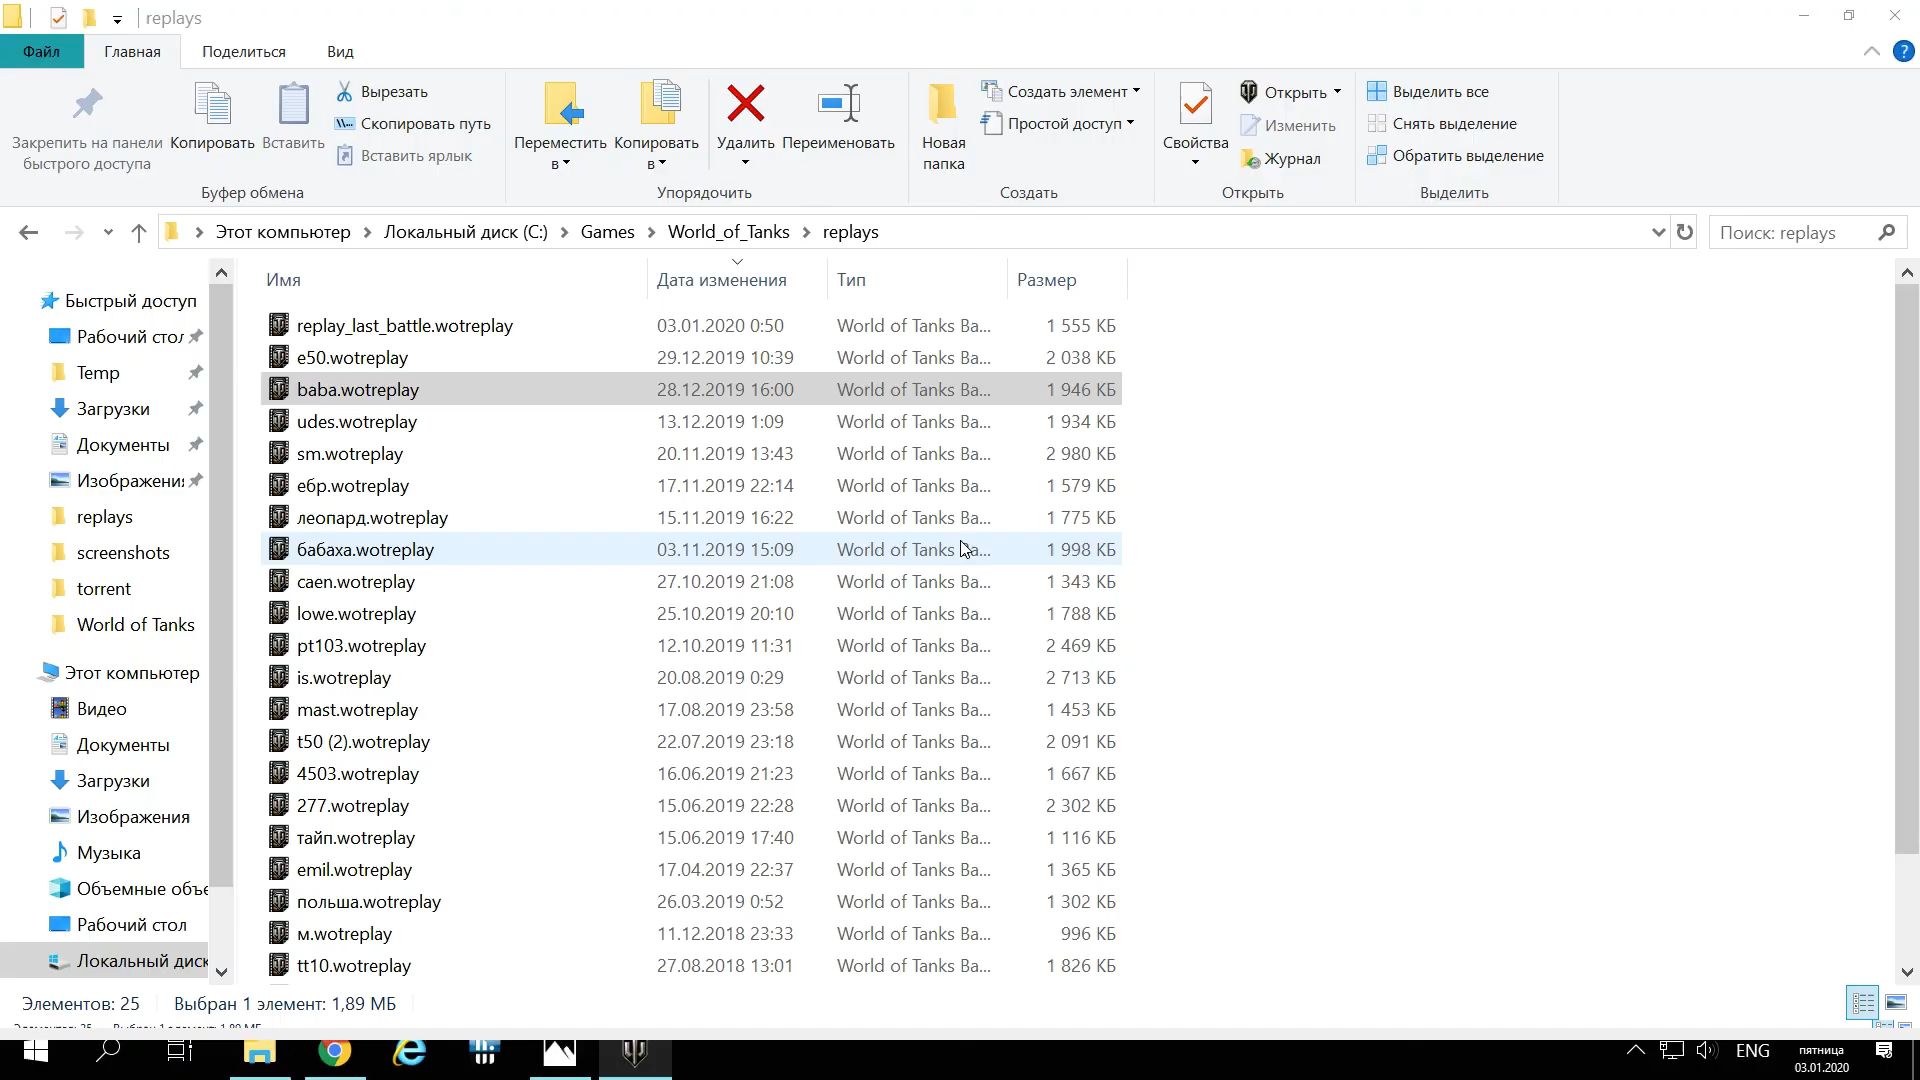 replays
Файл
Главная
Поделиться
Вид
Закрепить на панели быстрого доступа
Копировать
Вставить
Вырезать
Скопировать путь
Вставить ярлык
Буфер обмена
Переместить в
Копировать в
Удалить
Переименовать
Упорядочить
Новая папка
Создать элемент
Простой доступ
Создать
Свойства
Открыть
Изменить
Журнал
Открыть
Выделить все
Снять выделение
Обратить выделение
Выделить
Этот компьютер
Локальный диск (C:)
Games
World_of_Tanks
replays
Поиск: replays
Быстрый доступ
Рабочий стол
Temp
Загрузки
Документы
Изображени
replays
screenshots
torrent
World of Tanks
Этот компьютер
Видео
Документы
Загрузки
Изображения
Музыка
Объемные объе
Рабочий стол
Локальный диск
Имя Дата изменения Тип Размер
replay_last_battle.wotreplay 03.01.2020 0:50 World of Tanks Ba... 1 555 КБ
e50.wotreplay 29.12.2019 10:39 World of Tanks Ba... 2 038 КБ
baba.wotreplay 28.12.2019 16:00 World of Tanks Ba... 1 946 КБ
udes.wotreplay 13.12.2019 1:09 World of Tanks Ba... 1 934 КБ
sm.wotreplay 20.11.2019 13:43 World of Tanks Ba... 2 980 КБ
ебр.wotreplay 17.11.2019 22:14 World of Tanks Ba... 1 579 КБ
леопард.wotreplay 15.11.2019 16:22 World of Tanks Ba... 1 775 КБ
бабаха.wotreplay 03.11.2019 15:09 World of Tanks Ba... 1 998 КБ
caen.wotreplay 27.10.2019 21:08 World of Tanks Ba... 1 343 КБ
lowe.wotreplay 25.10.2019 20:10 World of Tanks Ba... 1 788 КБ
pt103.wotreplay 12.10.2019 11:31 World of Tanks Ba... 2 469 КБ
is.wotreplay 20.08.2019 0:29 World of Tanks Ba... 2 713 КБ
mast.wotreplay 17.08.2019 23:58 World of Tanks Ba... 1 453 КБ
t50 (2).wotreplay 22.07.2019 23:18 World of Tanks Ba... 2 091 КБ
4503.wotreplay 16.06.2019 21:23 World of Tanks Ba... 1 667 КБ
277.wotreplay 15.06.2019 22:28 World of Tanks Ba... 2 302 КБ
тайп.wotreplay 15.06.2019 17:40 World of Tanks Ba... 1 116 КБ
emil.wotreplay 17.04.2019 22:37 World of Tanks Ba... 1 365 КБ
польша.wotreplay 26.03.2019 0:52 World of Tanks Ba... 1 302 КБ
м.wotreplay 11.12.2018 23:33 World of Tanks Ba... 996 КБ
tt10.wotreplay 27.08.2018 13:01 World of Tanks Ba... 1 826 КБ
Элементов: 25 Выбран 1 элемент: 1,89 МБ
ENG
пятница
03.01.2020